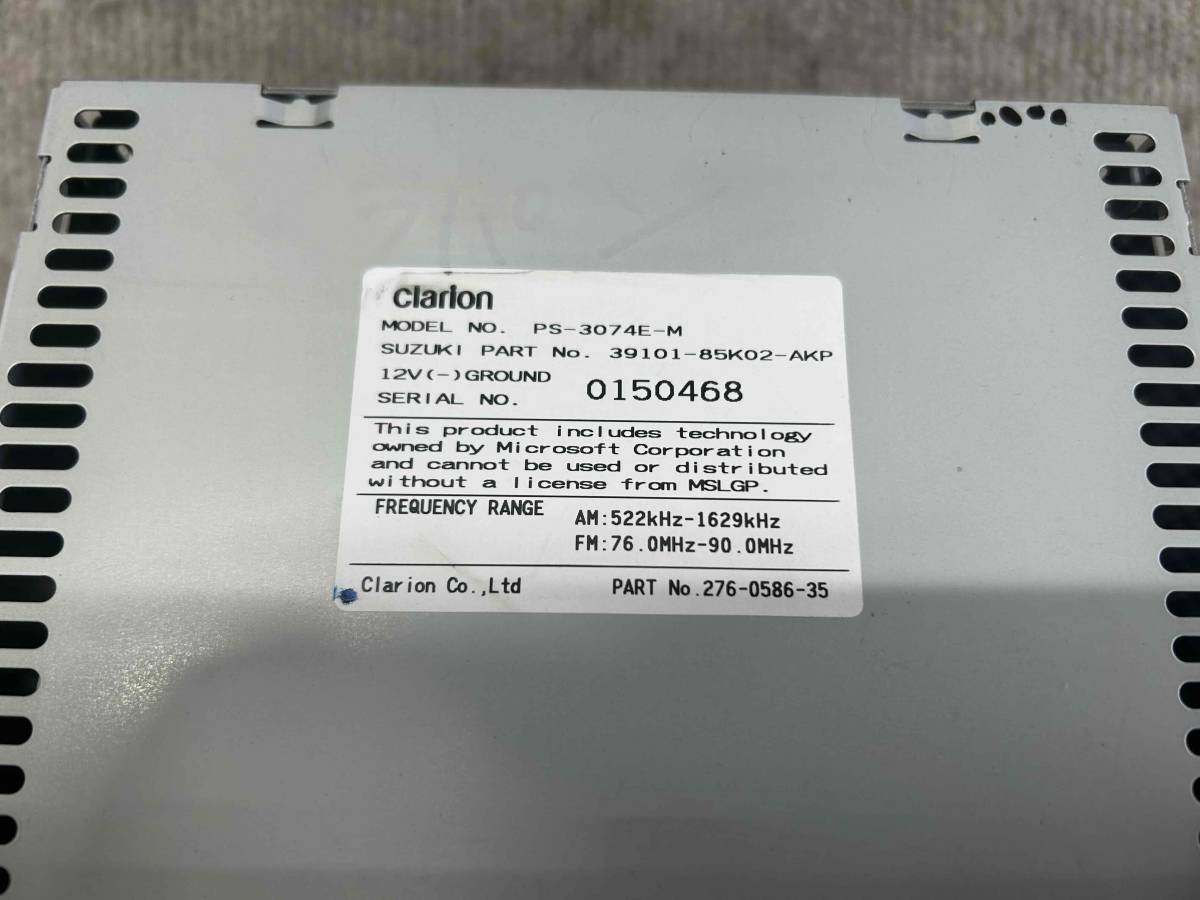 clarion
MODEL NO. PS-3074E-M
SUZUKI PART No. 39101-85K02-AKP
12V(-)GROUND
SERIAL NO. 0150468
This product includes technology
owned by Microsoft Corporation
and cannot be used or distributed
without a license from MSLGP.
FREQUENCY RANGE
AM:522kHz-1629kHz
FM:76.0MHz-90.0MHz
Clarion Co.,Ltd PART No.276-0586-35